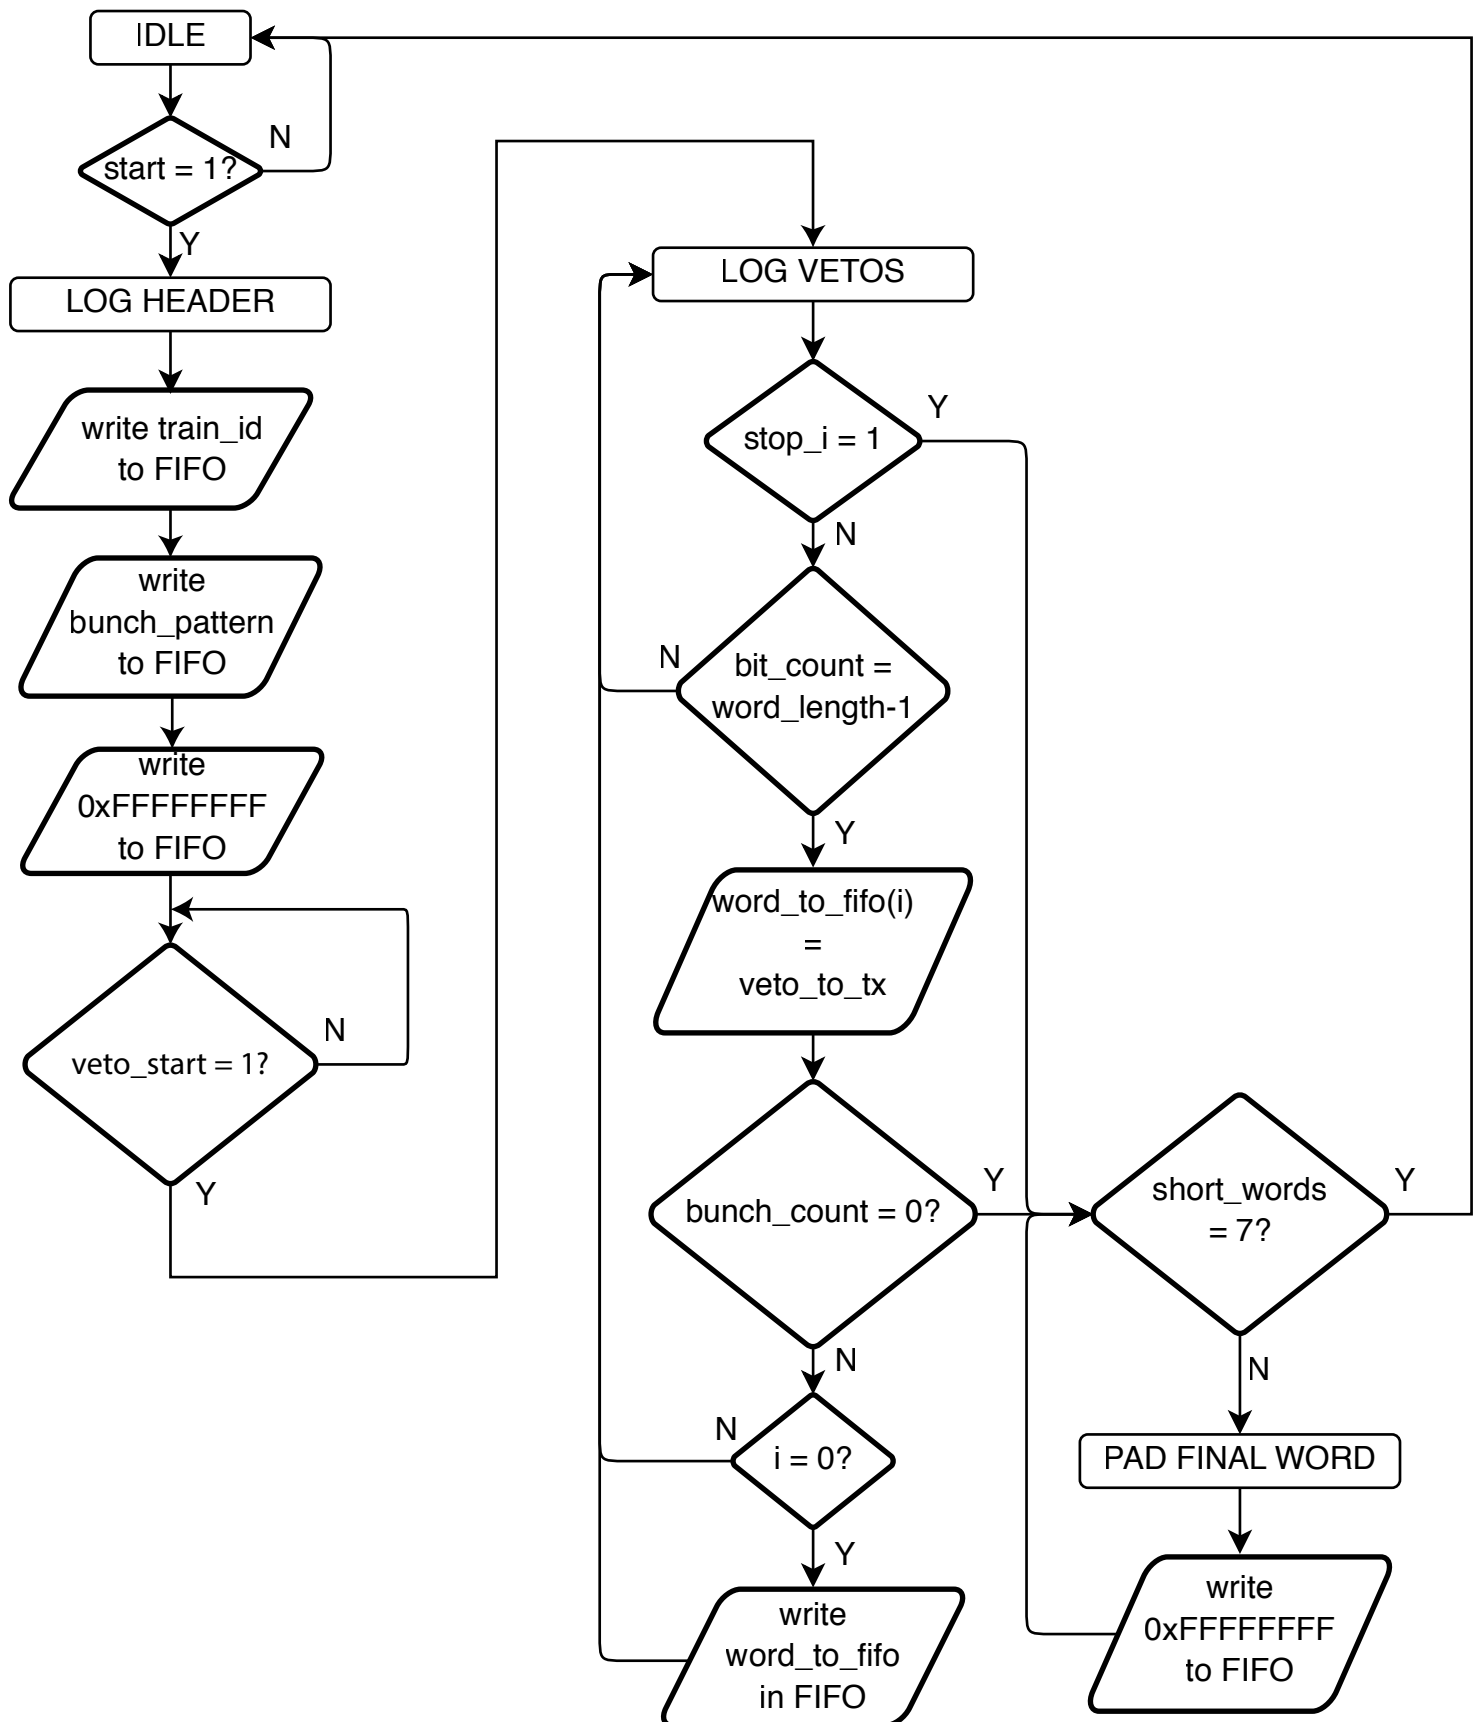 IDLE
start = 1?
N
Y
LOG HEADER
write train_id
to FIFO
write
bunch_pattern
to FIFO
write
0xFFFFFFFF
to FIFO
veto_start = 1?
N
Y
LOG VETOS
stop_i = 1
Y
N
bit_count =
word_length-1
N
Y
word_to_fifo(i)
=
veto_to_tx
bunch_count = 0?
Y
N
i = 0?
N
Y
write
word_to_fifo
in FIFO
short_words
= 7?
Y
N
PAD FINAL WORD
write
0xFFFFFFFF
to FIFO